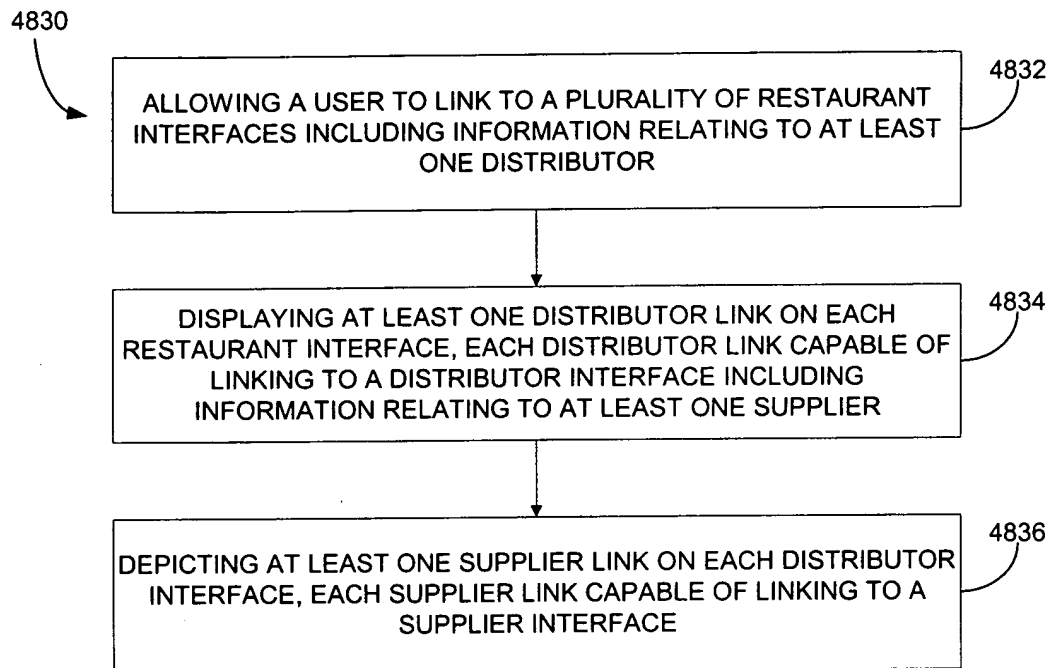 4830
4832
ALLOWING A USER TO LINK TO A PLURALITY OF RESTAURANT
INTERFACES INCLUDING INFORMATION RELATING TO AT LEAST
ONE DISTRIBUTOR
4834
DISPLAYING AT LEAST ONE DISTRIBUTOR LINK ON EACH
RESTAURANT INTERFACE, EACH DISTRIBUTOR LINK CAPABLE OF
LINKING TO A DISTRIBUTOR INTERFACE INCLUDING
INFORMATION RELATING TO AT LEAST ONE SUPPLIER
4836
DEPICTING AT LEAST ONE SUPPLIER LINK ON EACH DISTRIBUTOR
INTERFACE, EACH SUPPLIER LINK CAPABLE OF LINKING TO A
SUPPLIER INTERFACE